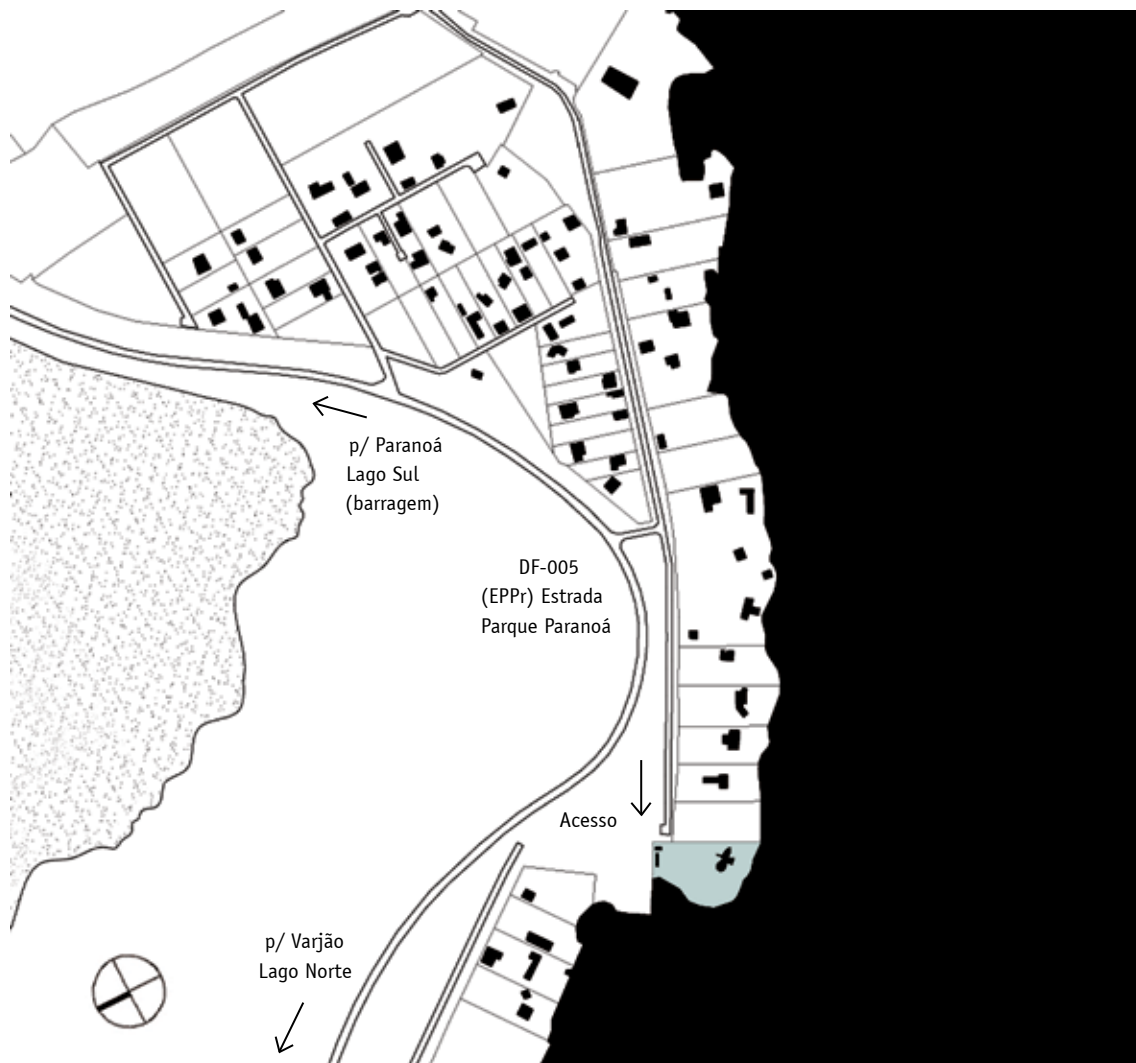 p/ Paranoá
Lago Sul
(barragem)
DF-005
(EPPr) Estrada
Parque Paranoá
Acesso
p/ Varjão
Lago Norte